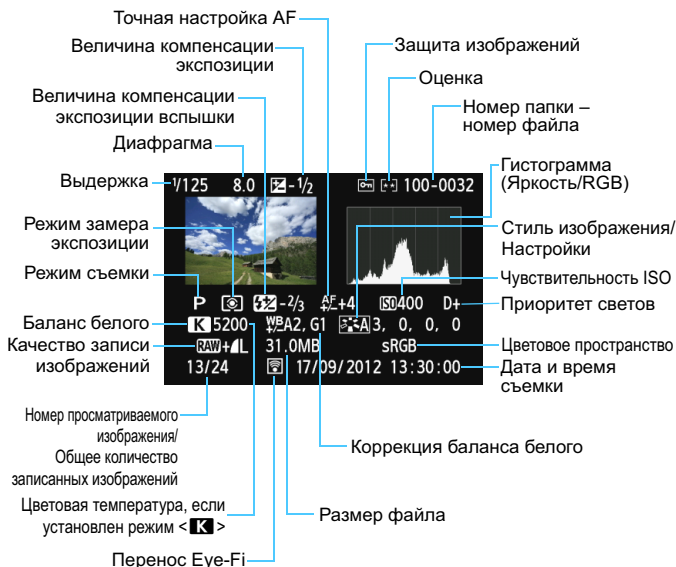 Точная настройка AF
Величина компенсации
экспозиции
Величина компенсации
экспозиции вспышки
Диафрагма
Выдержка
Режим замера
экспозиции
Режим съемки
Баланс белого
Качество записи
изображений
Номер просматриваемого
изображения/
Общее количество
записанных изображений
Цветовая температура, если
установлен режим < K >
Перенос Eye-Fi
Защита изображений
Оценка
Номер папки –
номер файла
Гистограмма
(Яркость/RGB)
Стиль изображения/
Настройки
Чувствительность ISO
Приоритет светов
Цветовое пространство
Дата и время
съемки
Коррекция баланса белого
Размер файла
1/125 8.0 -1/2 100-0032
P -2/3 AF +4 ISO 400 D+
K 5200 WB A2, G1 A 3, 0, 0, 0
RAW+L 31.0MB sRGB
13/24 17/09/2012 13:30:00